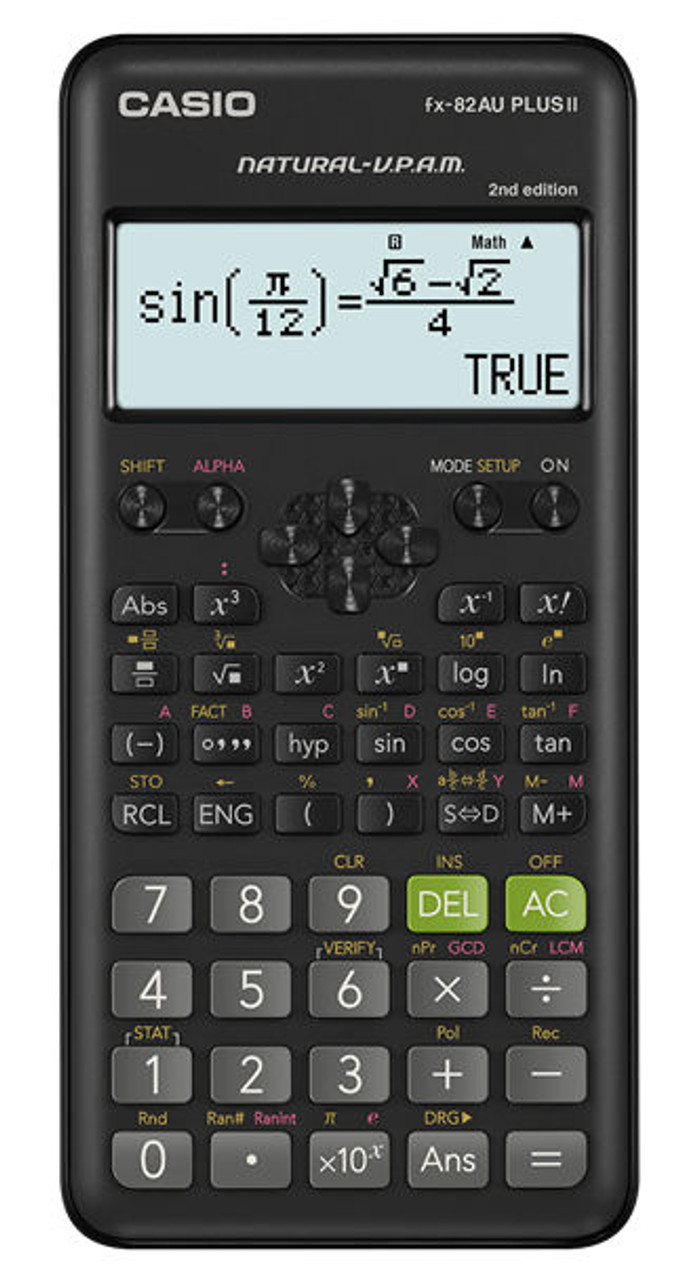 CASIO fx-82AU PLUS II
NATURAL-V.P.A.M.
2nd edition
R Math ▲
sin(π/12)=(√6-√2)/4
TRUE
SHIFT ALPHA MODE SETUP ON
:
Abs x³ x⁻¹ x!
■▭/▭ ³√■ ■√▭ 10■ e■
▭/▭ √■ x² x■ log ln
A FACT B C sin⁻¹ D cos⁻¹ E tan⁻¹ F
(−) °,,, hyp sin cos tan
STO ← % , X a b/c⇔d/c Y M− M
RCL ENG ( ) S⇔D M+
CLR INS OFF
7 8 9 DEL AC
VERIFY nPr GCD nCr LCM
4 5 6 × ÷
STAT Pol Rec
1 2 3 + −
Rnd Ran# RanInt π e DRG▶
0 • ×10ˣ Ans =